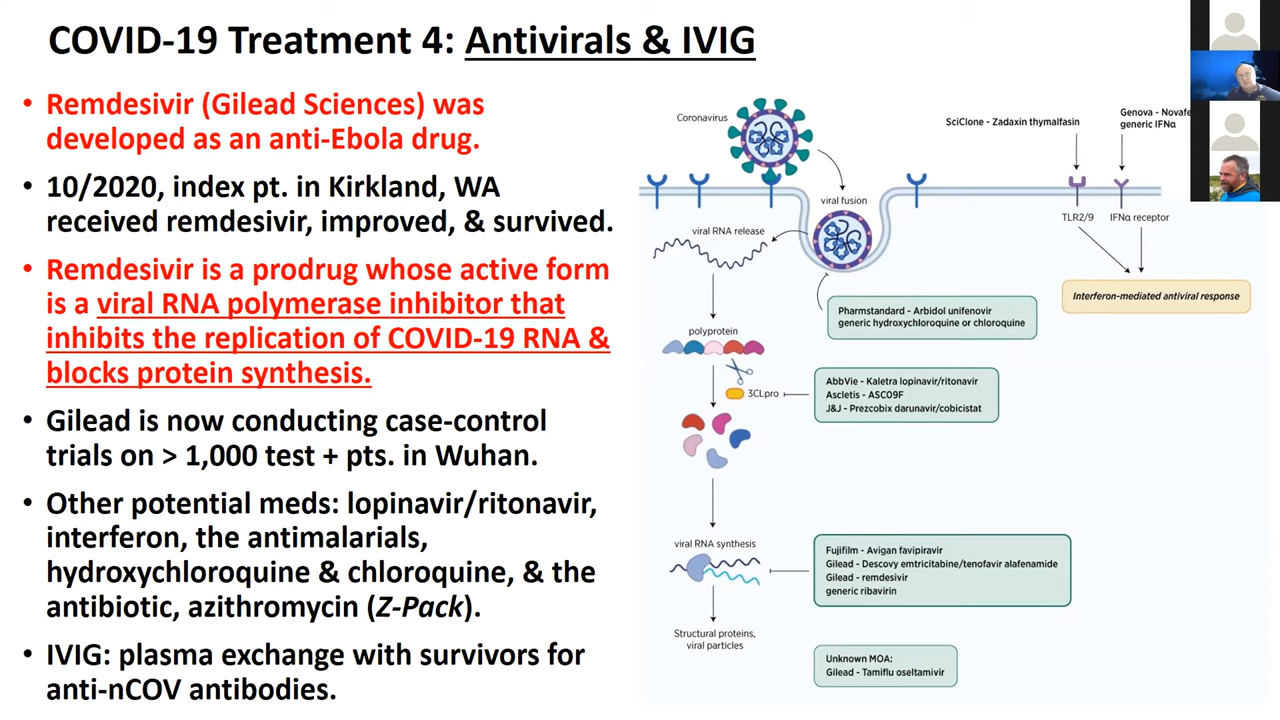 COVID-19 Treatment 4: Antivirals & IVIG
• Remdesivir (Gilead Sciences) was
developed as an anti-Ebola drug.
• 10/2020, index pt. in Kirkland, WA
received remdesivir, improved, & survived.
• Remdesivir is a prodrug whose active form
is a viral RNA polymerase inhibitor that
inhibits the replication of COVID-19 RNA &
blocks protein synthesis.
• Gilead is now conducting case-control
trials on > 1,000 test + pts. in Wuhan.
• Other potential meds: lopinavir/ritonavir,
interferon, the antimalarials,
hydroxychloroquine & chloroquine, & the
antibiotic, azithromycin (Z-Pack).
• IVIG: plasma exchange with survivors for
anti-nCOV antibodies.
Coronavirus
SciClone - Zadaxin thymalfasin
Genova - Novafe
generic IFNα
viral fusion
TLR2/9
IFNα receptor
viral RNA release
Interferon-mediated antiviral response
Pharmstandard - Arbidol unifenovir
generic hydroxychloroquine or chloroquine
polyprotein
3CLpro
AbbVie - Kaletra lopinavir/ritonavir
Ascletis - ASC09F
J&J - Prezcobix darunavir/cobicistat
viral RNA synthesis
Fujifilm - Avigan favipiravir
Gilead - Descovy emtricitabine/tenofavir alafenamide
Gilead - remdesivir
generic ribavirin
Structural proteins,
viral particles
Unknown MOA:
Gilead - Tamiflu oseltamivir